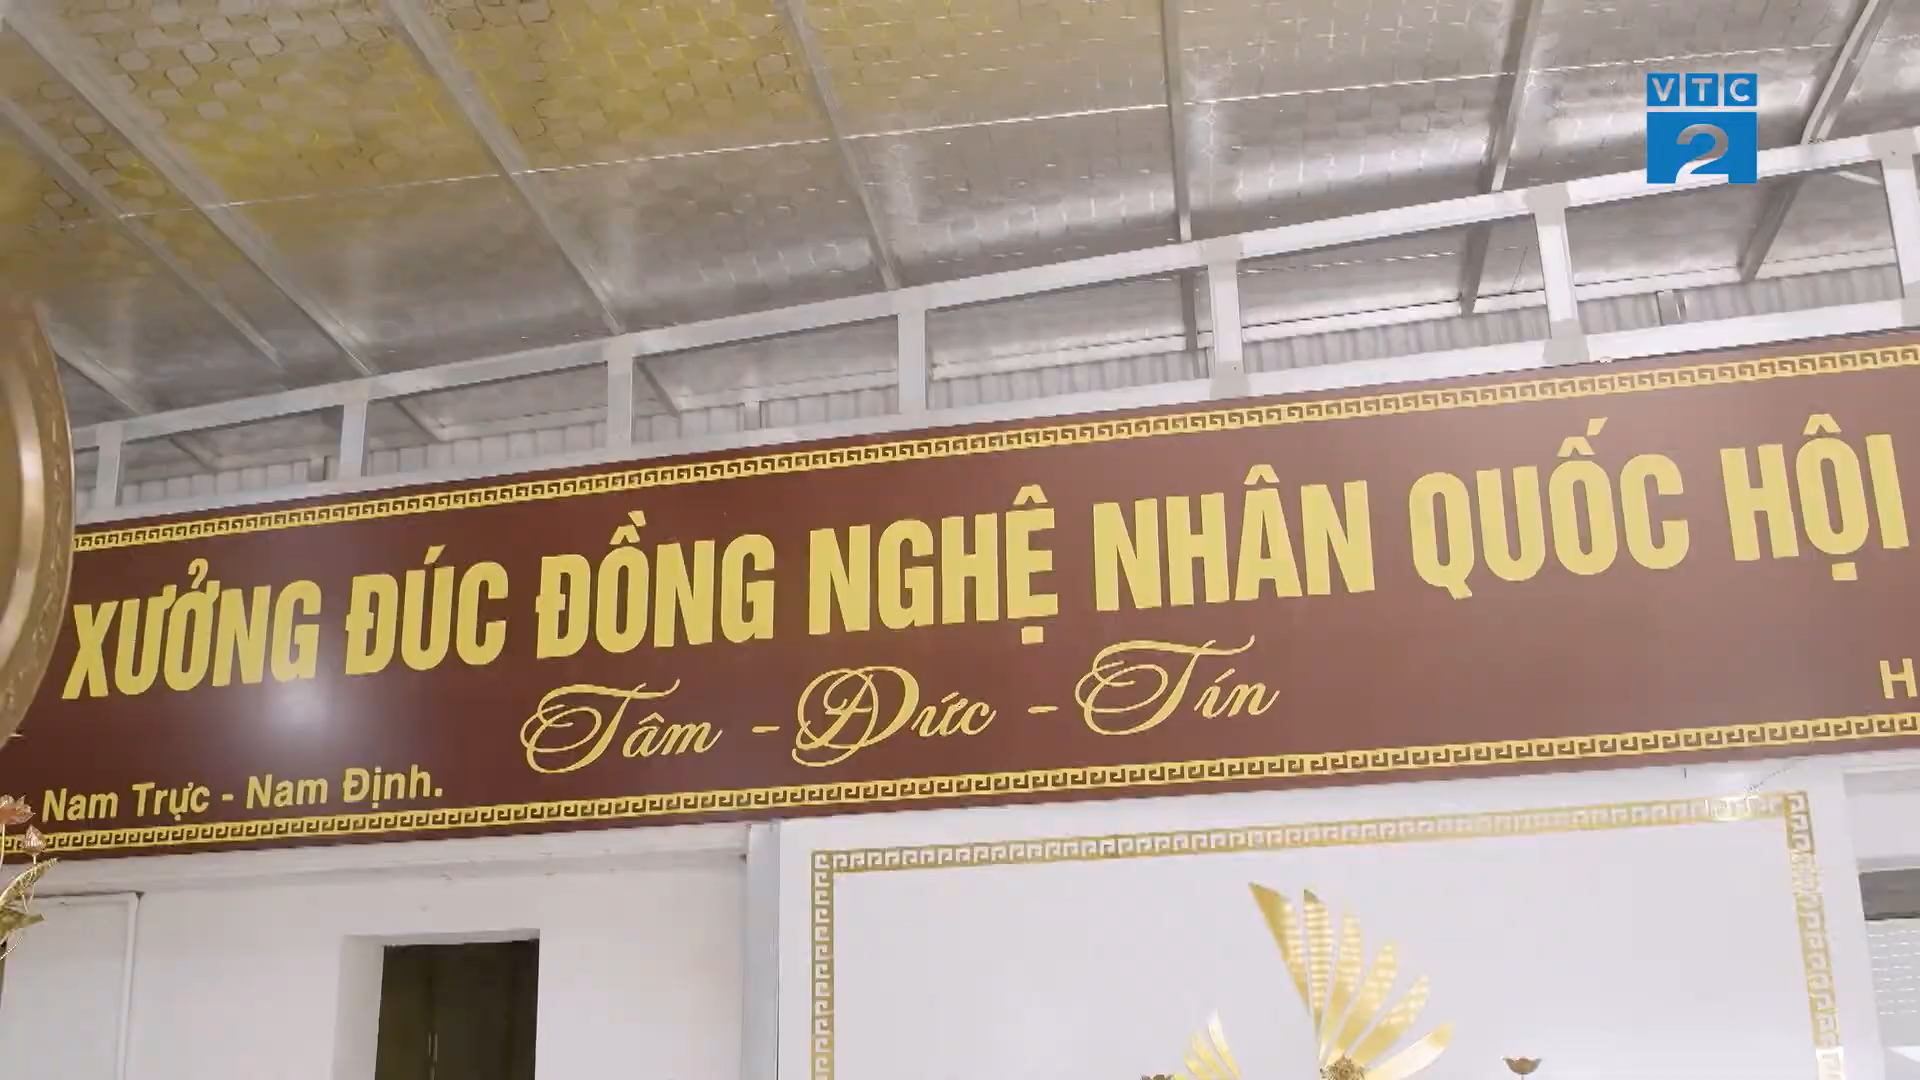 VTC
2
XƯỞNG ĐÚC ĐỒNG NGHỆ NHÂN QUỐC HỘI
Tâm - Đức - Tín
Nam Trực - Nam Định.